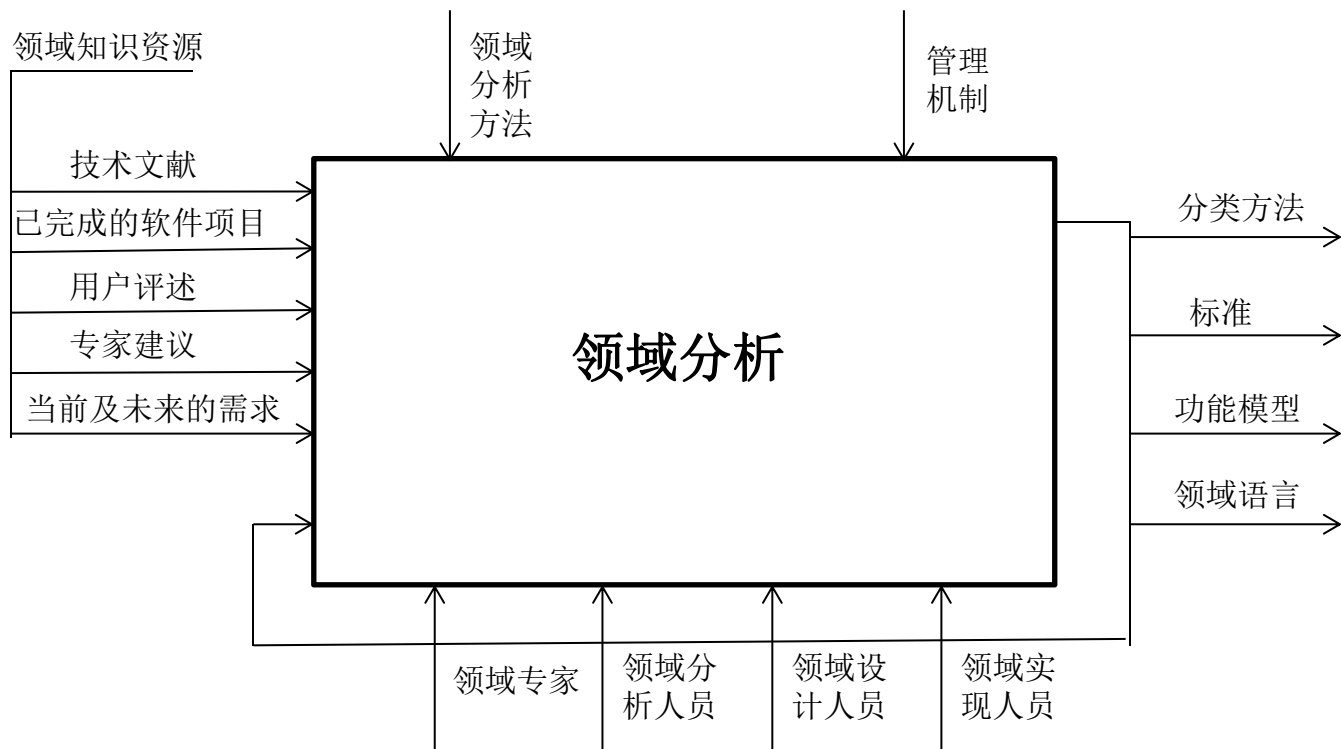 领域知识资源
领域
分析
方法
管理
机制
技术文献
已完成的软件项目
用户评述
专家建议
当前及未来的需求
领域分析
分类方法
标准
功能模型
领域语言
领域专家
领域分
析人员
领域设
计人员
领域实
现人员